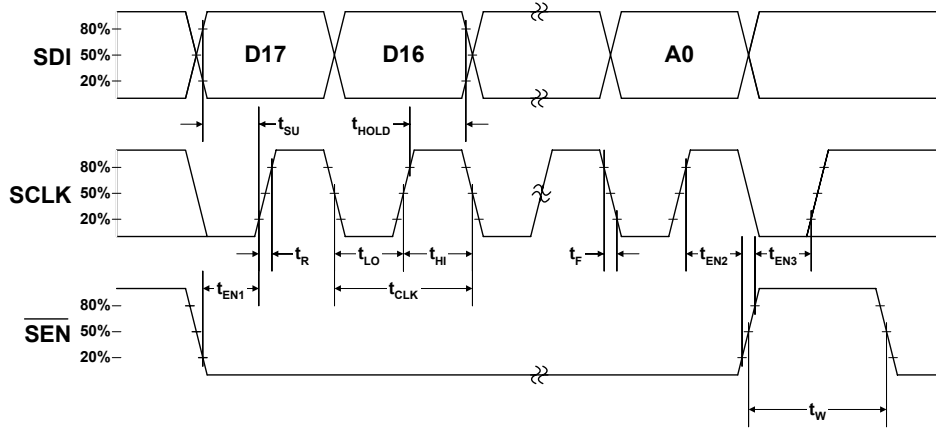 SDI
80%
50%
20%
D17
D16
A0
tSU
tHOLD
SCLK
80%
50%
20%
tR
tLO
tHI
tF
tEN2
tEN3
tEN1
tCLK
SEN
80%
50%
20%
tW